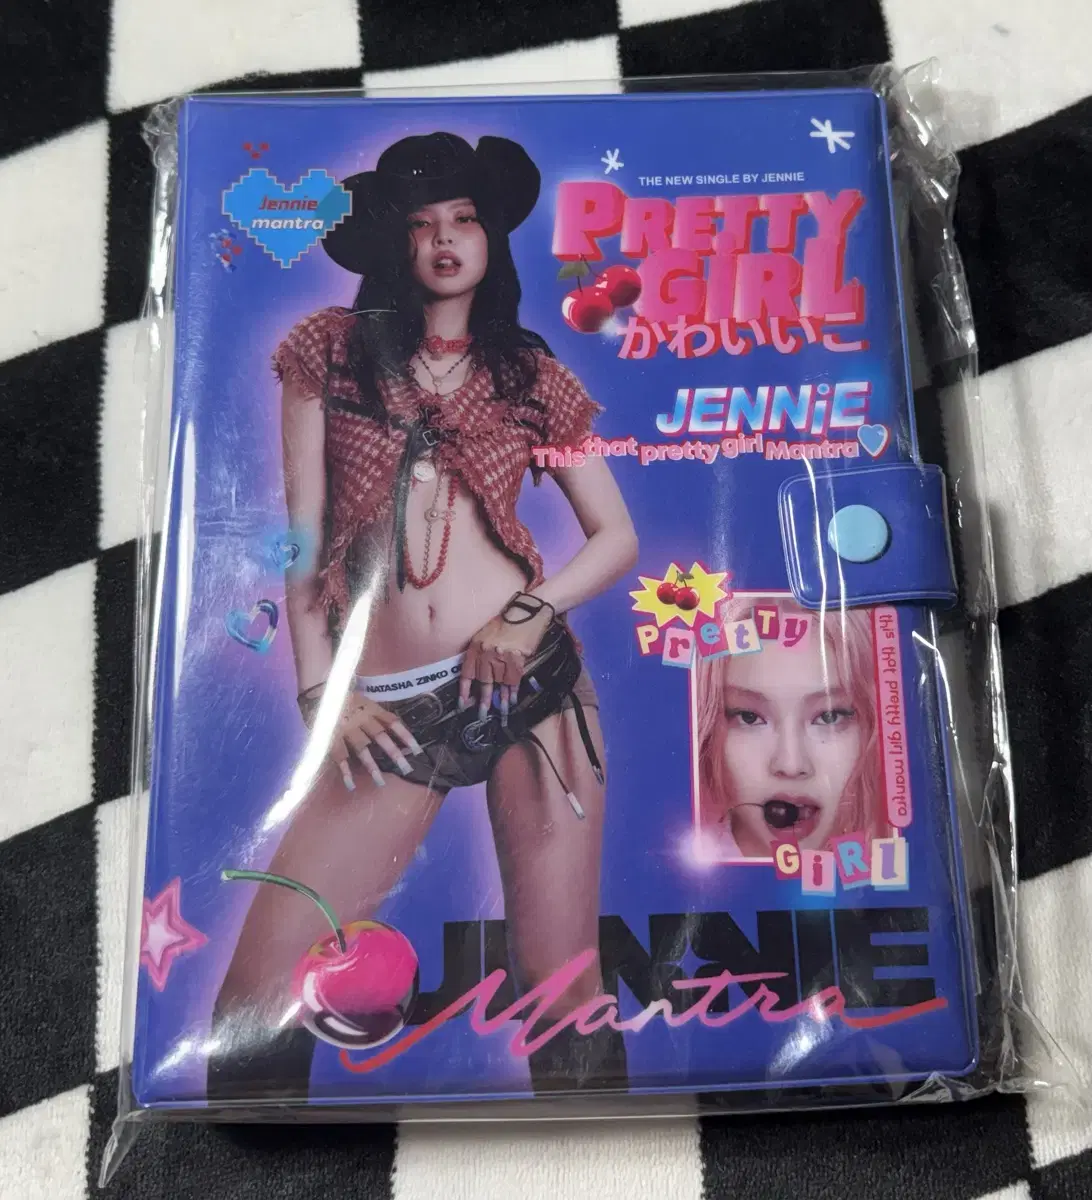 Jennie
mantra
THE NEW SINGLE BY JENNIE
PRETTY
GIRL
かわいいこ
JENNiE
This that pretty girl Mantra
NATASHA ZINKO
PreTTy
this that pretty girl mantra
GiRl
JENNIE
Mantra